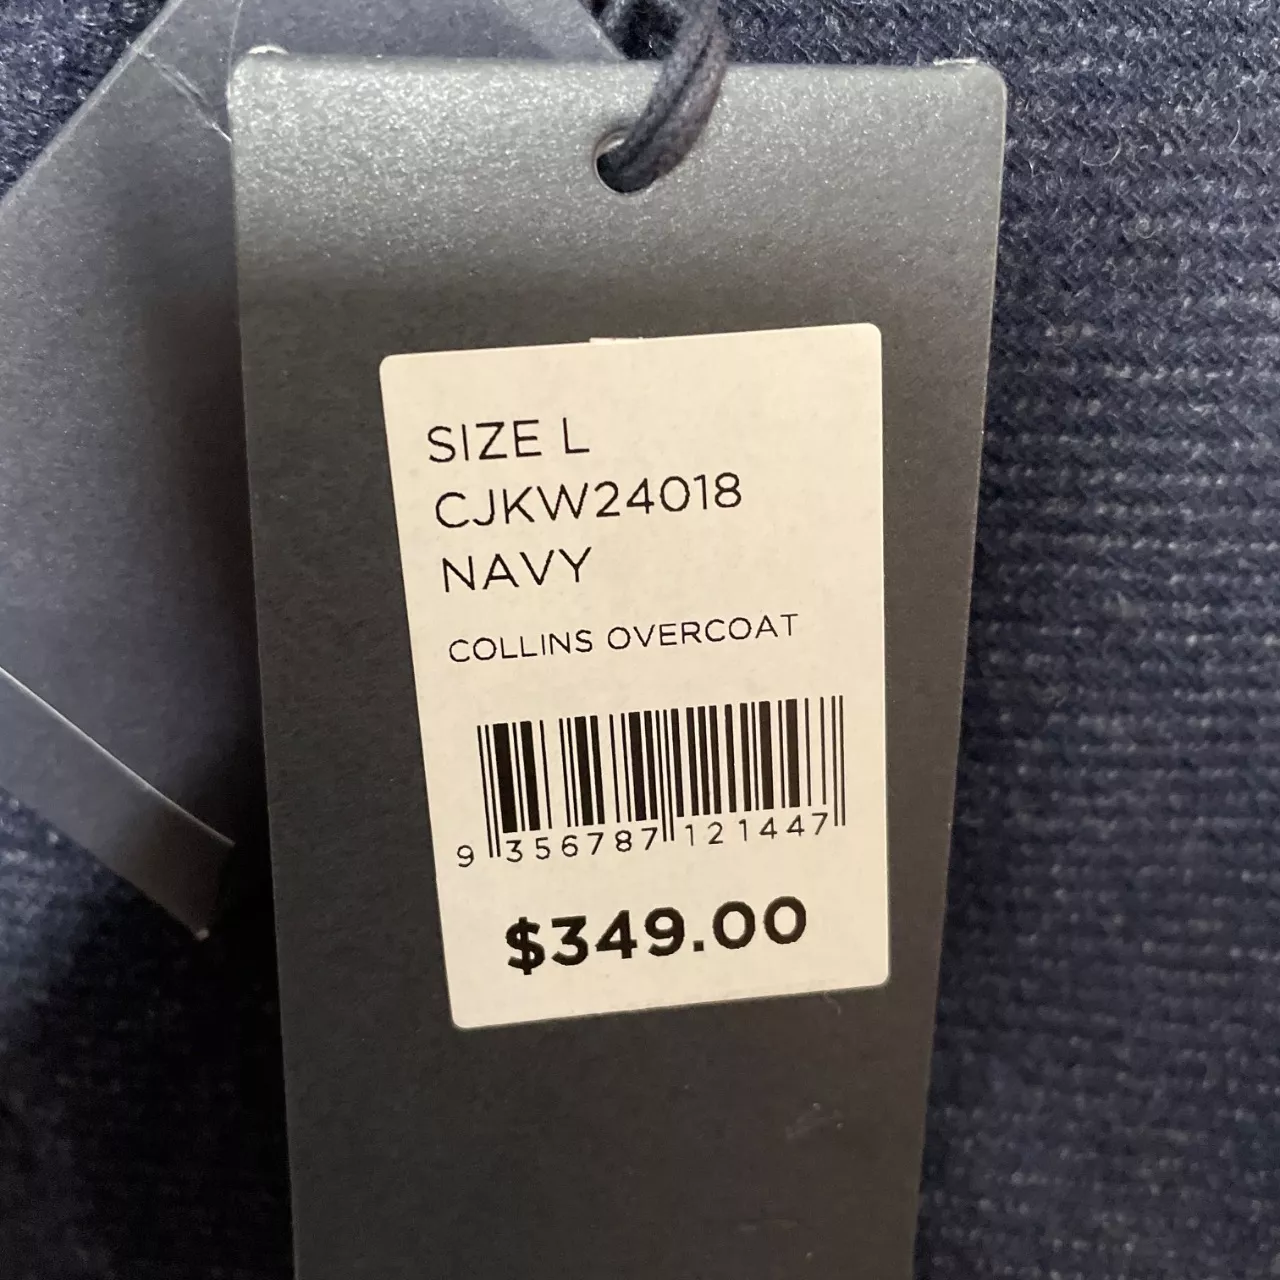 SIZE L
CJKW24018
NAVY
COLLINS OVERCOAT
9 356787 121447
$349.00